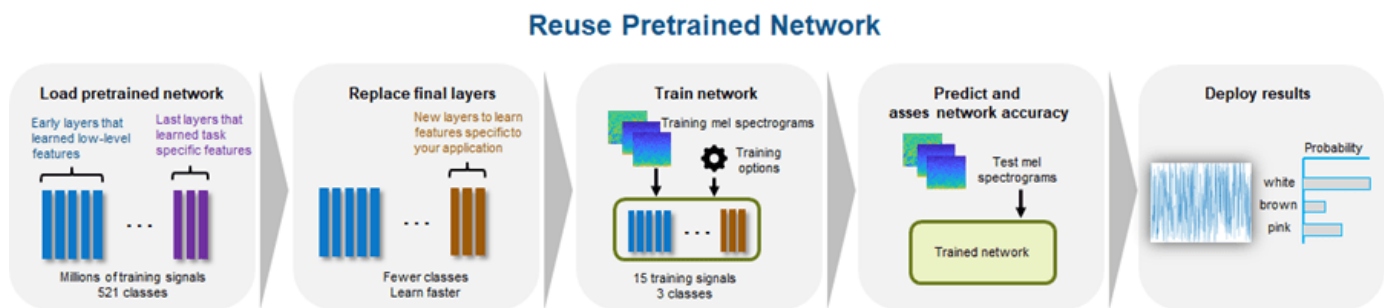 Reuse Pretrained Network
Load pretrained network
Early layers that
learned low-level
features
Last layers that
learned task
specific features
. . .
Millions of training signals
521 classes
Replace final layers
New layers to learn
features specific to
your application
. . .
Fewer classes
Learn faster
Train network
Training mel spectrograms
Training
options
. . .
15 training signals
3 classes
Predict and
asses network accuracy
Test mel
spectrograms
Trained network
Deploy results
Probability
white
brown
pink